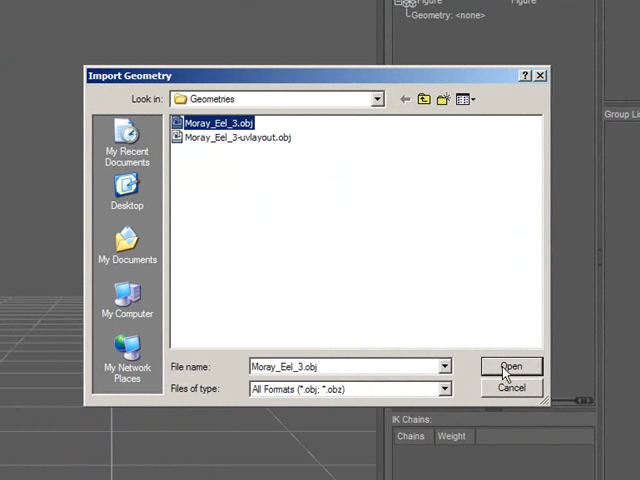 Figure Figure
Geometry: <none>
Import Geometry
Look in: Geometries
Group Lis
Moray_Eel_3.obj
Moray_Eel_3-uvlayout.obj
My Recent
Documents
Desktop
My Documents
My Computer
My Network
Places
File name: Moray_Eel_3.obj Open
Files of type: All Formats (*.obj; *.obz) Cancel
IK Chains:
Chains Weight